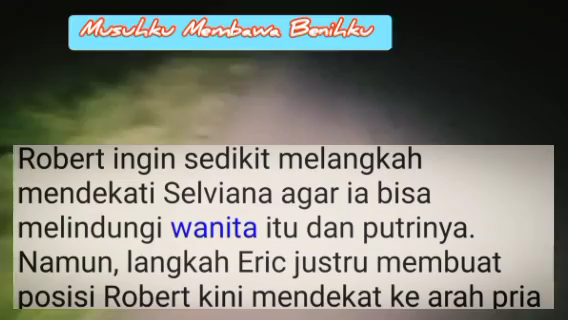 Musuhku Membawa Benihku
Robert ingin sedikit melangkah
mendekati Selviana agar ia bisa
melindungi wanita itu dan putrinya.
Namun, langkah Eric justru membuat
posisi Robert kini mendekat ke arah pria